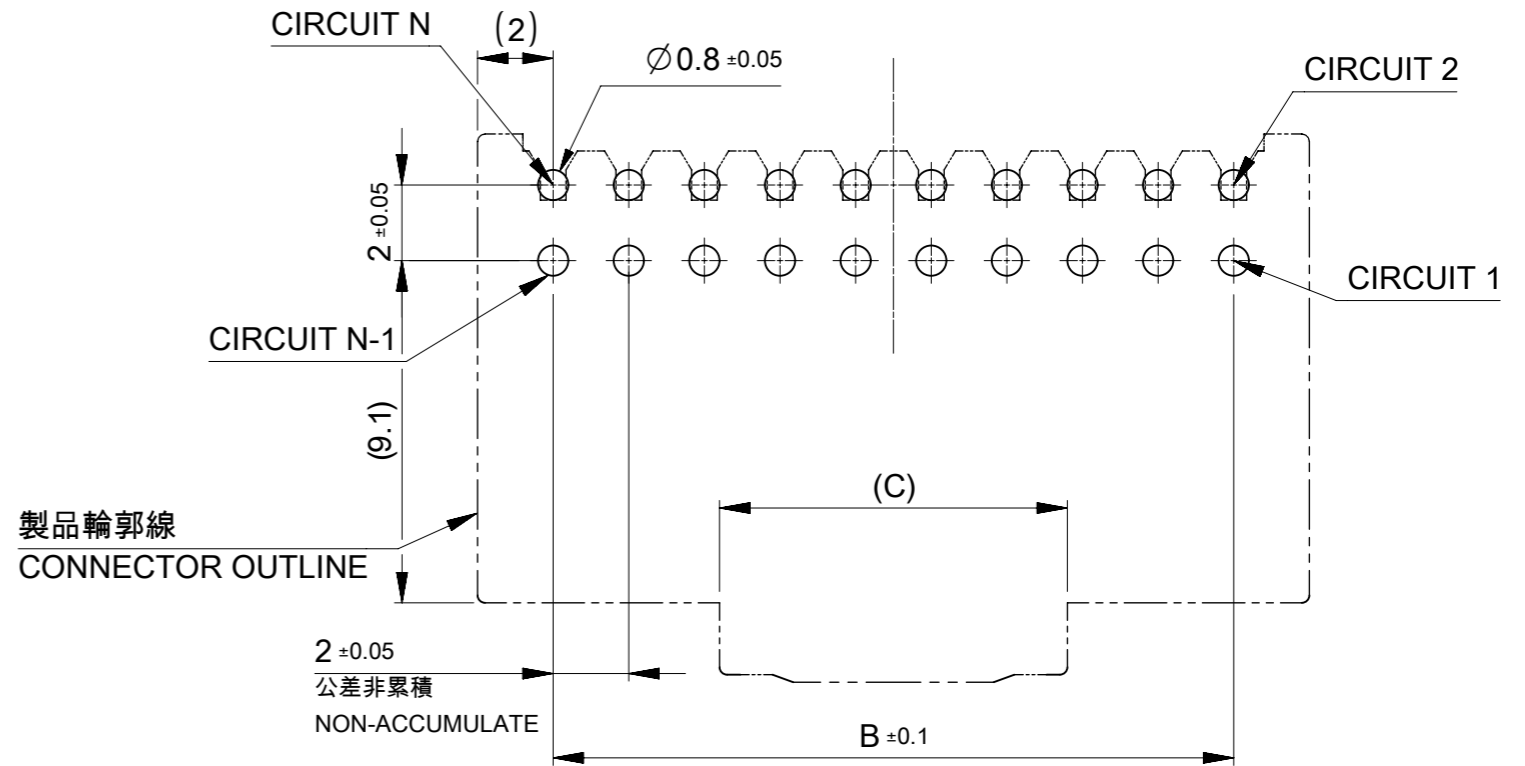 CIRCUIT N
(2)
Ø0.8 ±0.05
CIRCUIT 2
2 ±0.05
CIRCUIT 1
CIRCUIT N-1
(9.1)
(C)
製品輪郭線
CONNECTOR OUTLINE
2 ±0.05
公差非累積
NON-ACCUMULATE
B ±0.1